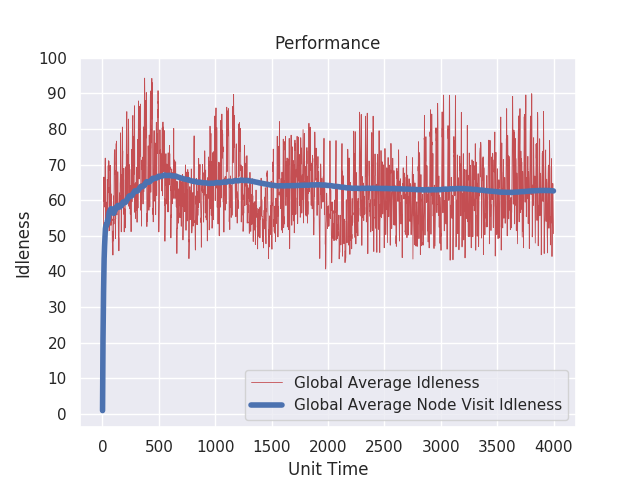 Performance
100
90
80
70
60
50
40
30
20
10
0
Idleness
Global Average Idleness
Global Average Node Visit Idleness
0 500 1000 1500 2000 2500 3000 3500 4000
Unit Time